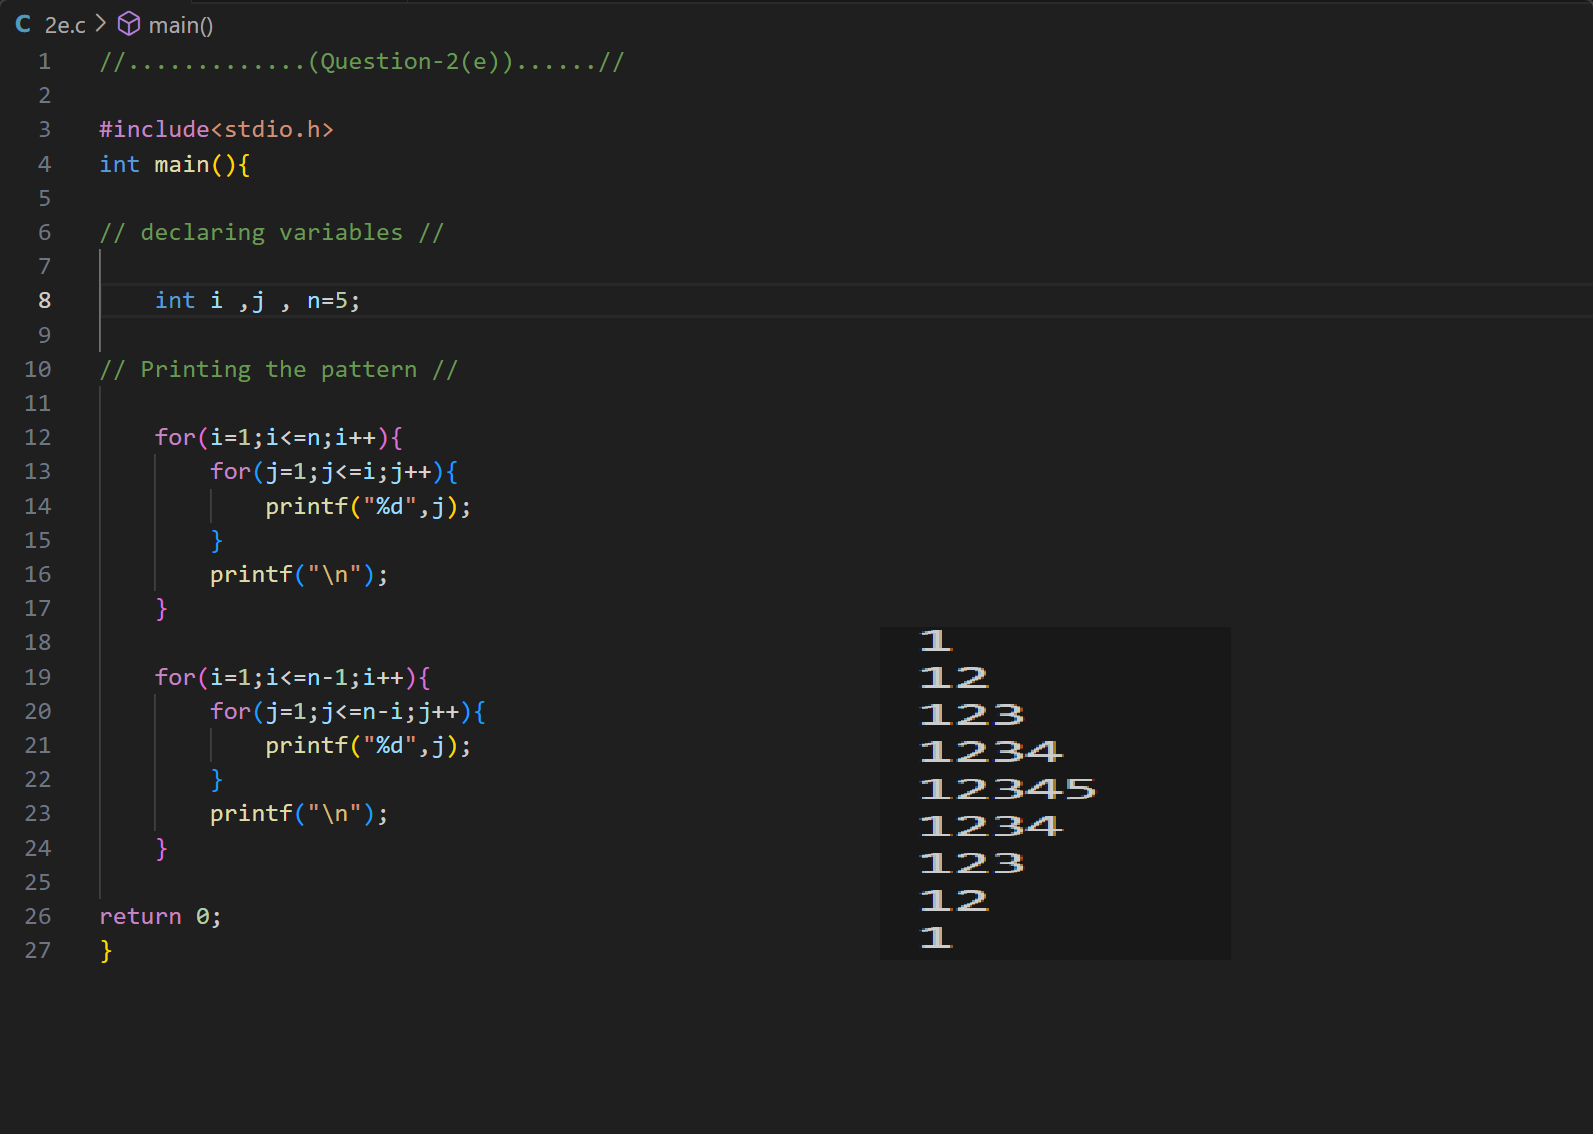 C 2e.c > main()
1 //.............(Question-2(e))......//
2
3 #include<stdio.h>
4 int main(){
5
6 // declaring variables //
7
8     int i ,j , n=5;
9
10 // Printing the pattern //
11
12     for(i=1;i<=n;i++){
13         for(j=1;j<=i;j++){
14             printf("%d",j);
15         }
16         printf("\n");
17     }
18
19     for(i=1;i<=n-1;i++){
20         for(j=1;j<=n-i;j++){
21             printf("%d",j);
22         }
23         printf("\n");
24     }
25
26 return 0;
27 }
1
12
123
1234
12345
1234
123
12
1